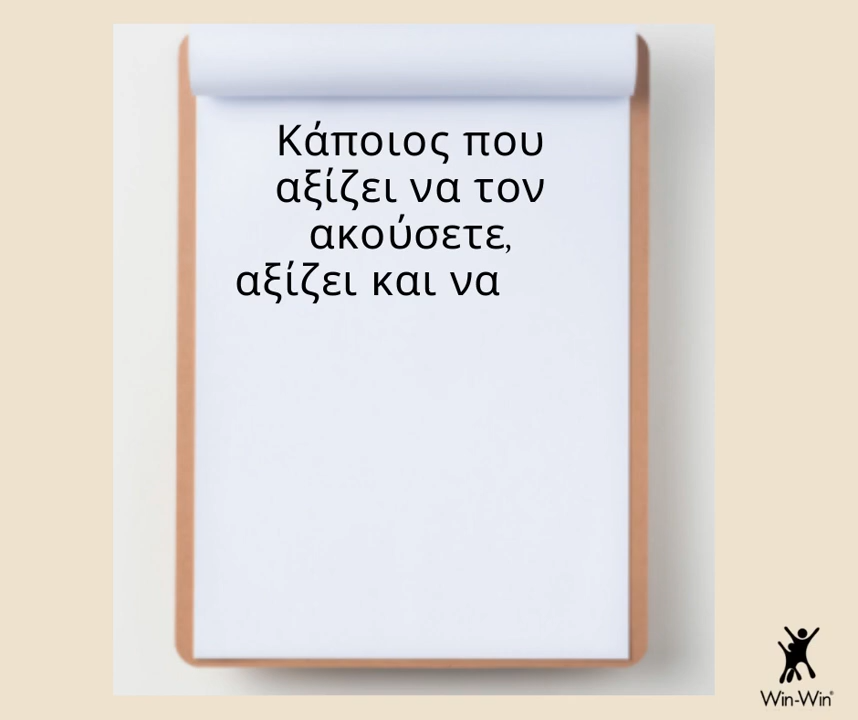 Κάποιος που
αξίζει να τον
ακούσετε,
αξίζει και να
Win-Win®